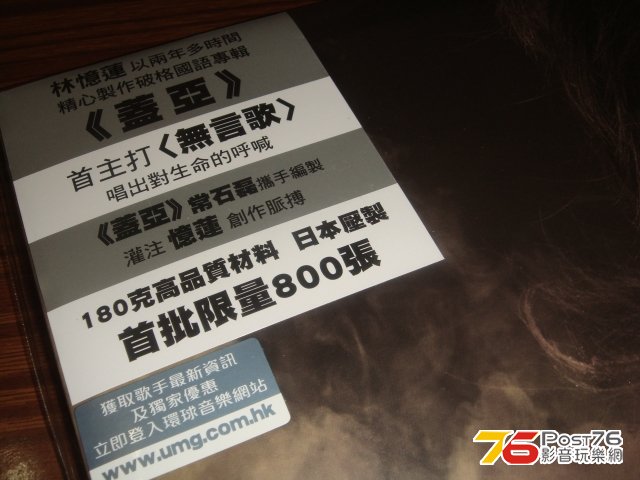 林憶蓮 以兩年多時間
精心製作破格國語專輯
《蓋亞》
首主打〈無言歌〉
唱出對生命的呼喊
《蓋亞》常石磊攜手編製
灌注 憶蓮 創作脈搏
180克高品質材料 日本壓製
首批限量800張
獲取歌手最新資訊
及獨家優惠
立即登入環球音樂網站
www.umg.com.hk
76 Post76
影音玩樂網